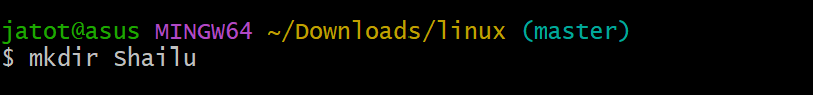 jatot@asus MINGW64 ~/Downloads/linux (master)
$ mkdir Shailu